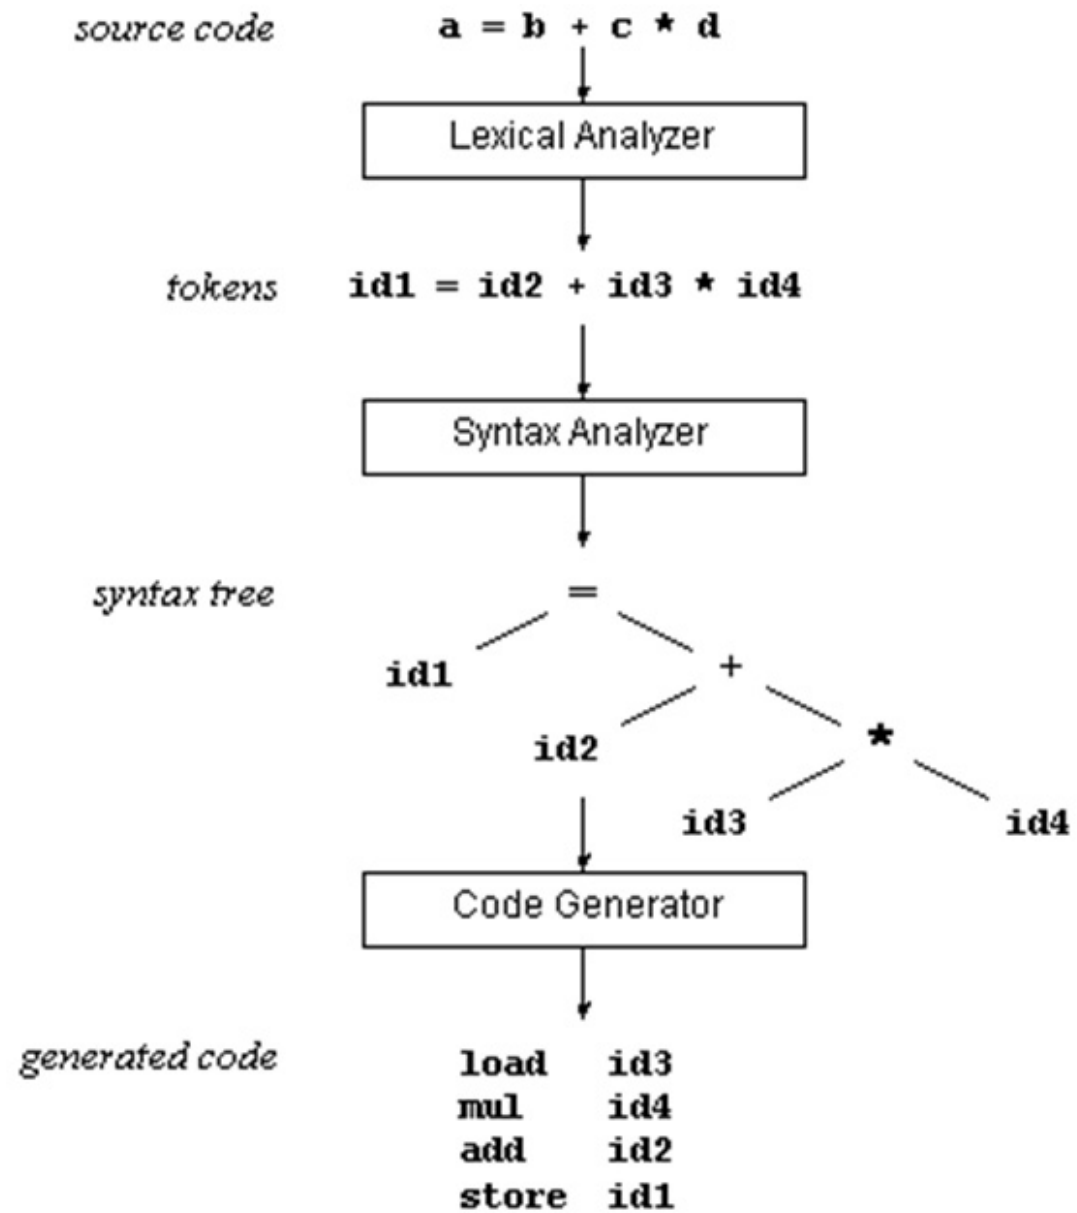 source code a = b + c * d
Lexical Analyzer
tokens id1 = id2 + id3 * id4
Syntax Analyzer
syntax tree =
id1 +
id2 *
id3 id4
Code Generator
generated code load id3
mul id4
add id2
store id1